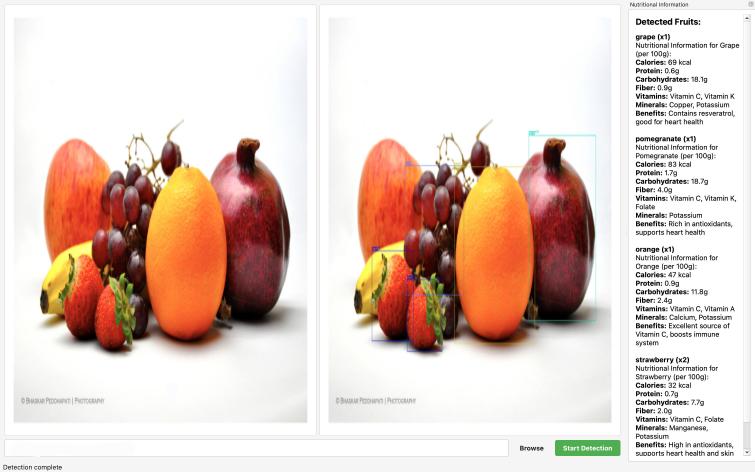 Nutritional Information
Detected Fruits:
grape (x1)
Nutritional Information for Grape
(per 100g):
Calories: 69 kcal
Protein: 0.6g
Carbohydrates: 18.1g
Fiber: 0.9g
Vitamins: Vitamin C, Vitamin K
Minerals: Copper, Potassium
Benefits: Contains resveratrol,
good for heart health
pomegranate (x1)
Nutritional Information for
Pomegranate (per 100g):
Calories: 83 kcal
Protein: 1.7g
Carbohydrates: 18.7g
Fiber: 4.0g
Vitamins: Vitamin C, Vitamin K,
Folate
Minerals: Potassium
Benefits: Rich in antioxidants,
supports heart health
orange (x1)
Nutritional Information for
Orange (per 100g):
Calories: 47 kcal
Protein: 0.9g
Carbohydrates: 11.8g
Fiber: 2.4g
Vitamins: Vitamin C, Vitamin A
Minerals: Calcium, Potassium
Benefits: Excellent source of
Vitamin C, boosts immune
system
strawberry (x2)
Nutritional Information for
Strawberry (per 100g):
Calories: 32 kcal
Protein: 0.7g
Carbohydrates: 7.7g
Fiber: 2.0g
Vitamins: Vitamin C, Folate
Minerals: Manganese,
Potassium
Benefits: High in antioxidants,
supports heart health and skin
© BHASKAR PEDDHAPATI | PHOTOGRAPHY
© BHASKAR PEDDHAPATI | PHOTOGRAPHY
Browse
Start Detection
Detection complete